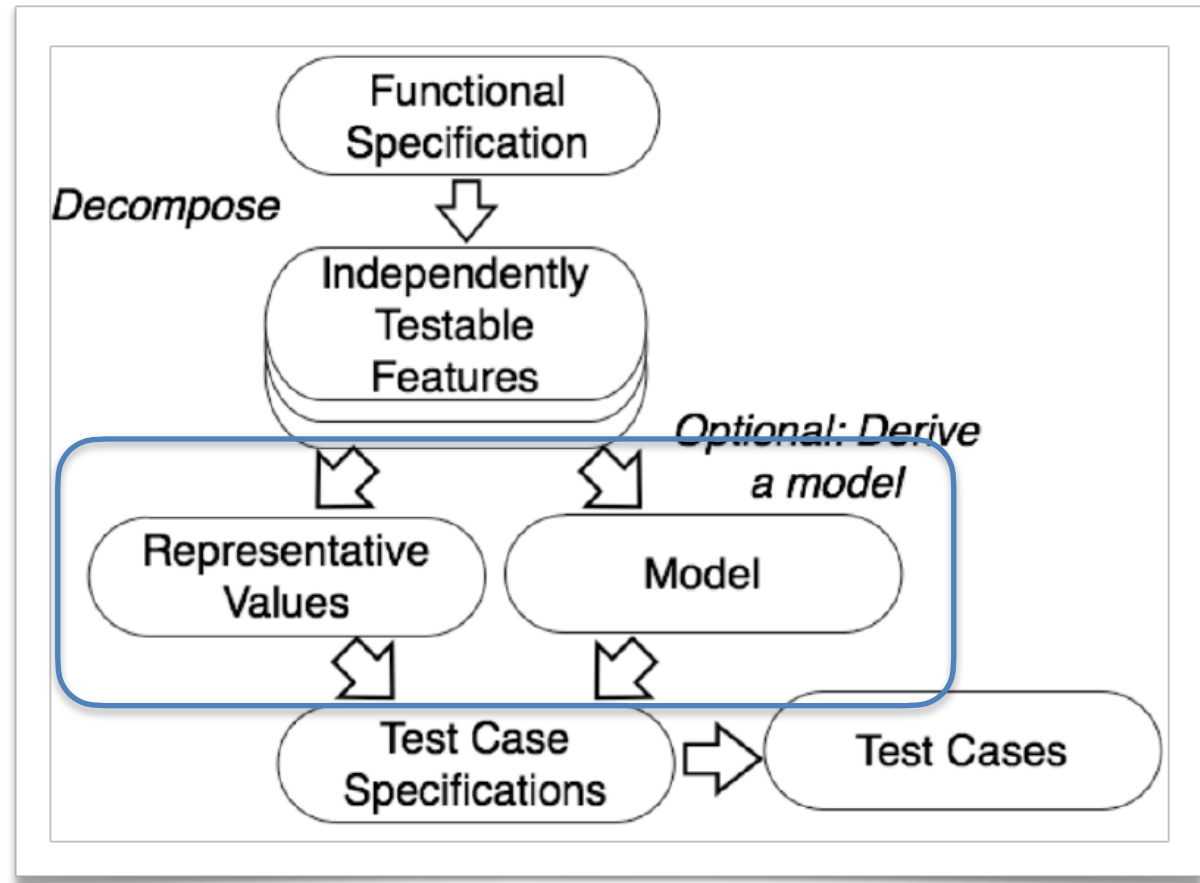 Functional
Specification
Decompose
Independently
Testable
Features
Optional: Derive
a model
Representative
Values
Model
Test Case
Specifications
Test Cases